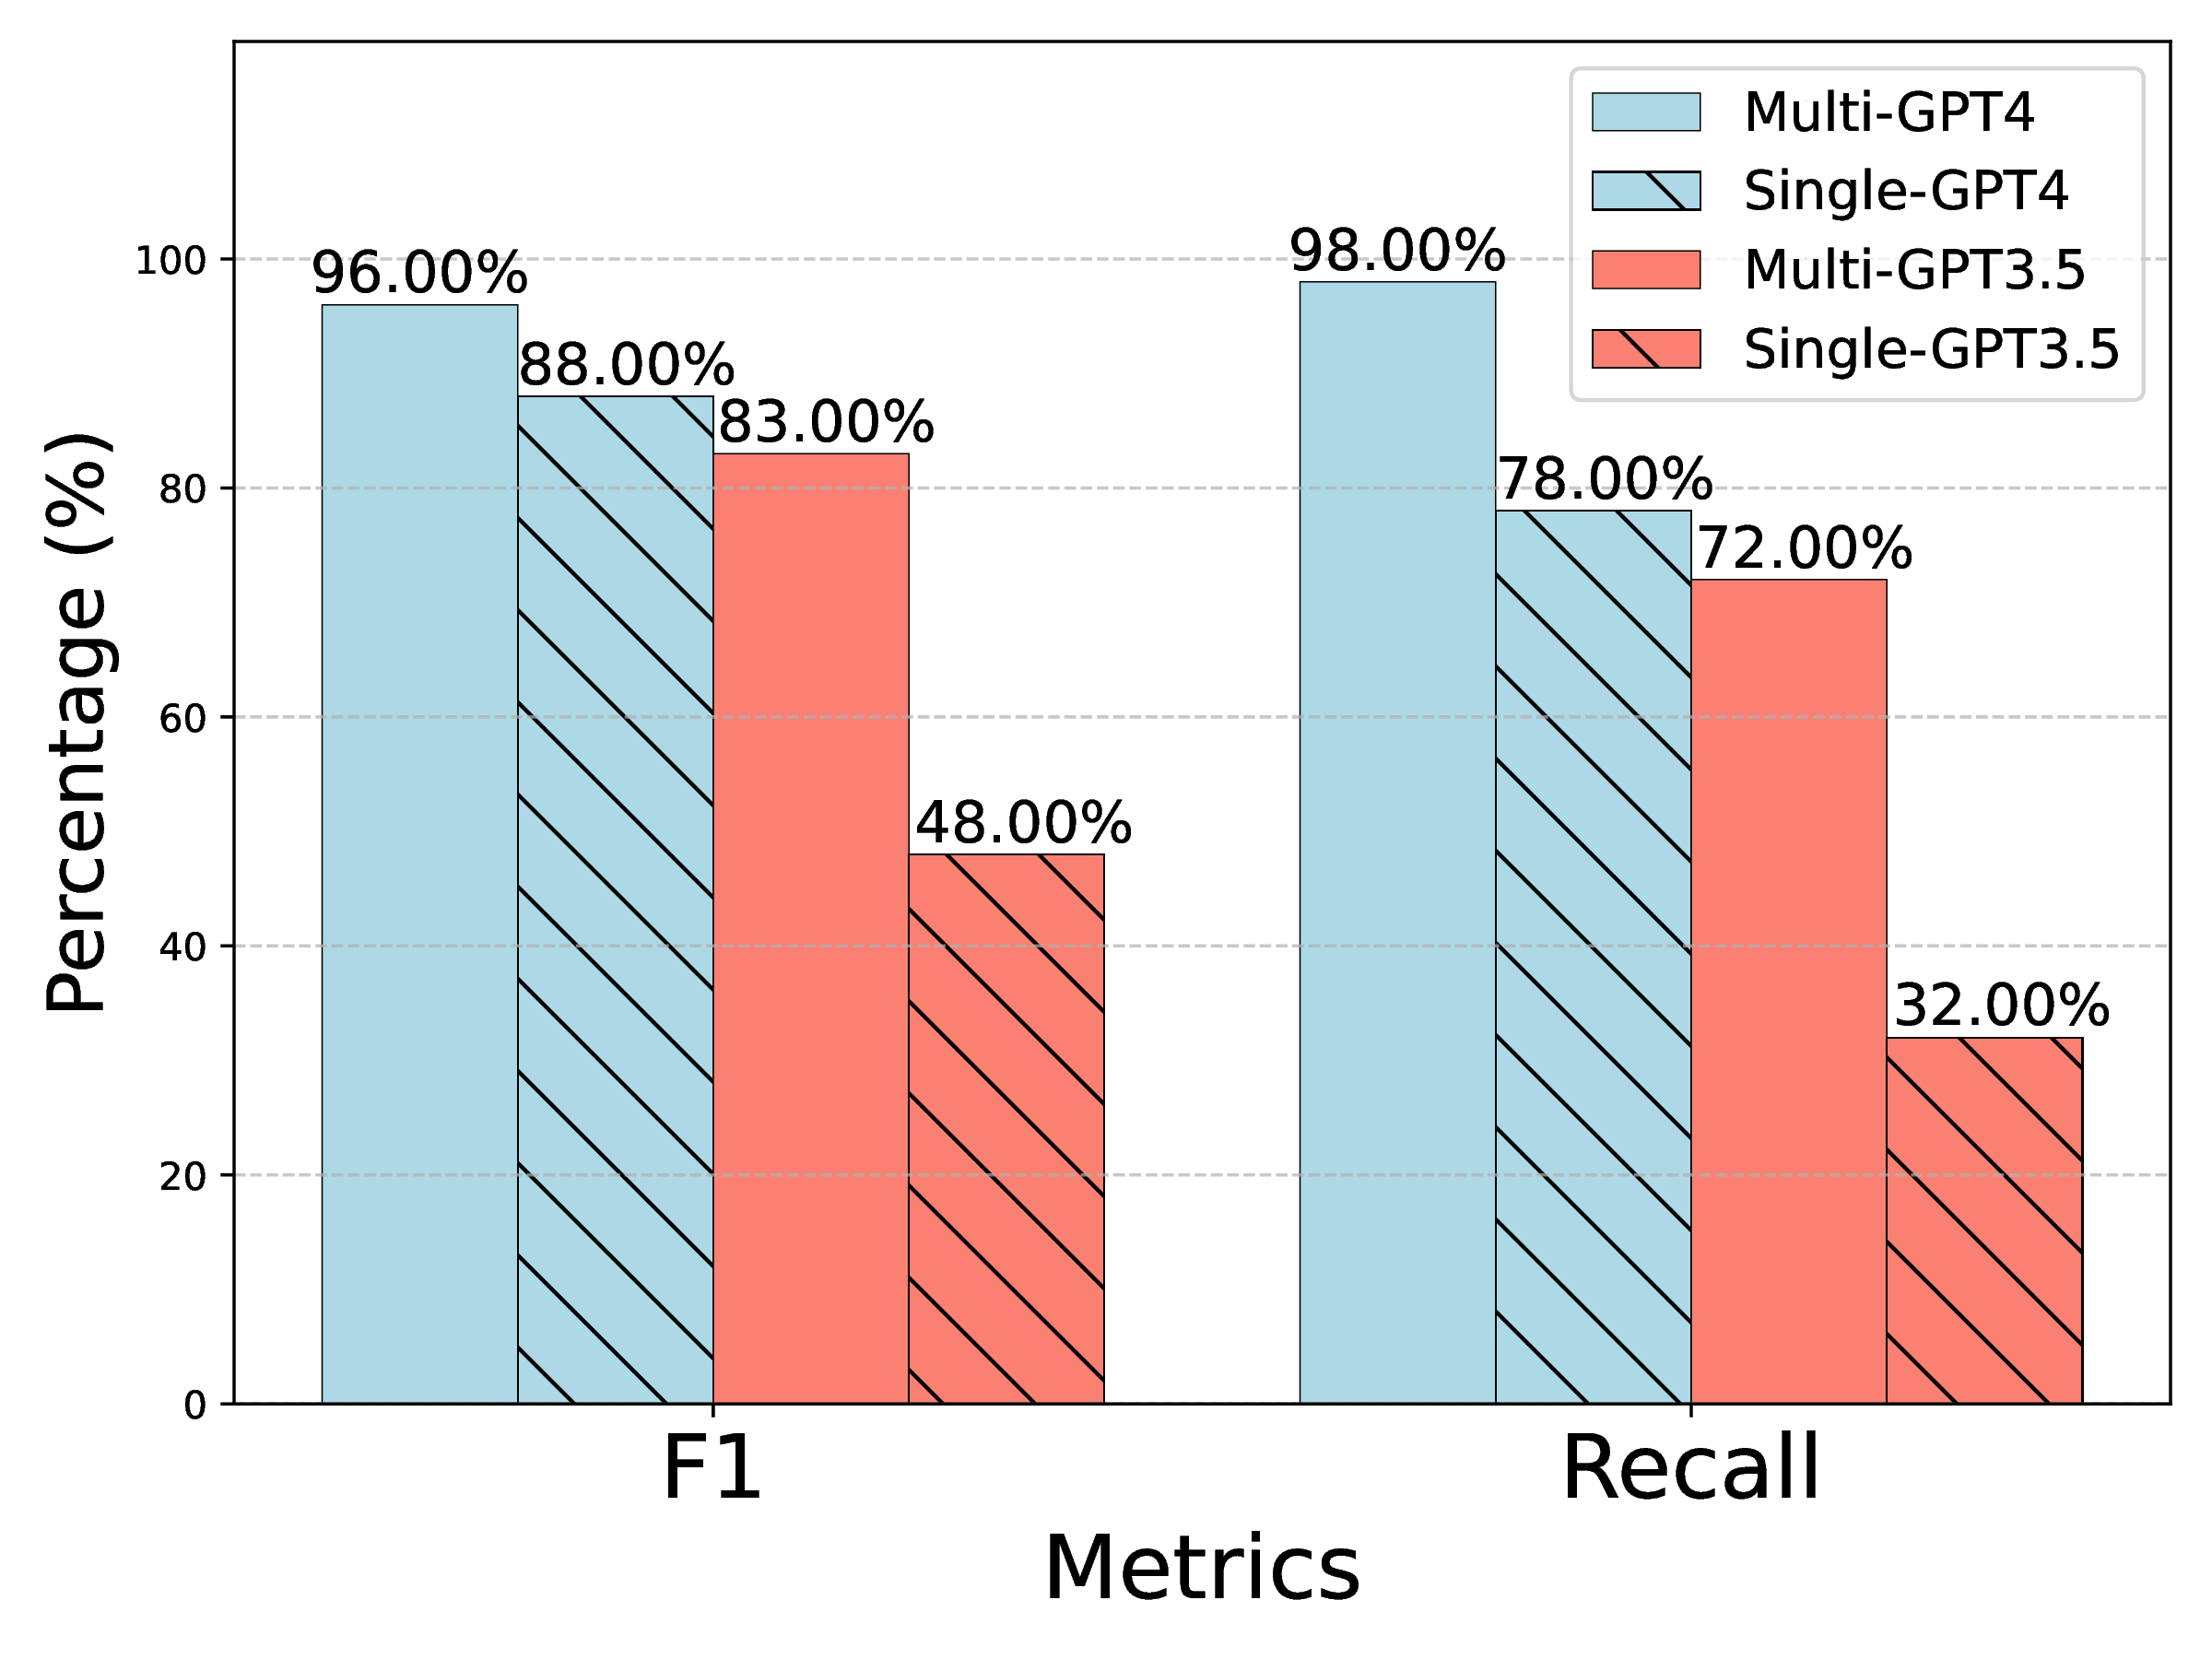 Multi-GPT4
Single-GPT4
Multi-GPT3.5
Single-GPT3.5
Percentage (%)
100
80
60
40
20
0
96.00%
88.00%
83.00%
48.00%
98.00%
78.00%
72.00%
32.00%
F1
Recall
Metrics